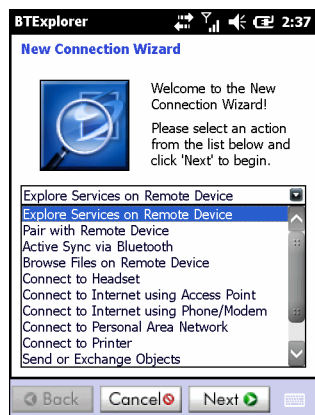 BTExplorer 2:37
New Connection Wizard
Welcome to the New
Connection Wizard!
Please select an action
from the list below and
click 'Next' to begin.
Explore Services on Remote Device
Explore Services on Remote Device
Pair with Remote Device
Active Sync via Bluetooth
Browse Files on Remote Device
Connect to Headset
Connect to Internet using Access Point
Connect to Internet using Phone/Modem
Connect to Personal Area Network
Connect to Printer
Send or Exchange Objects
Back Cancel Next